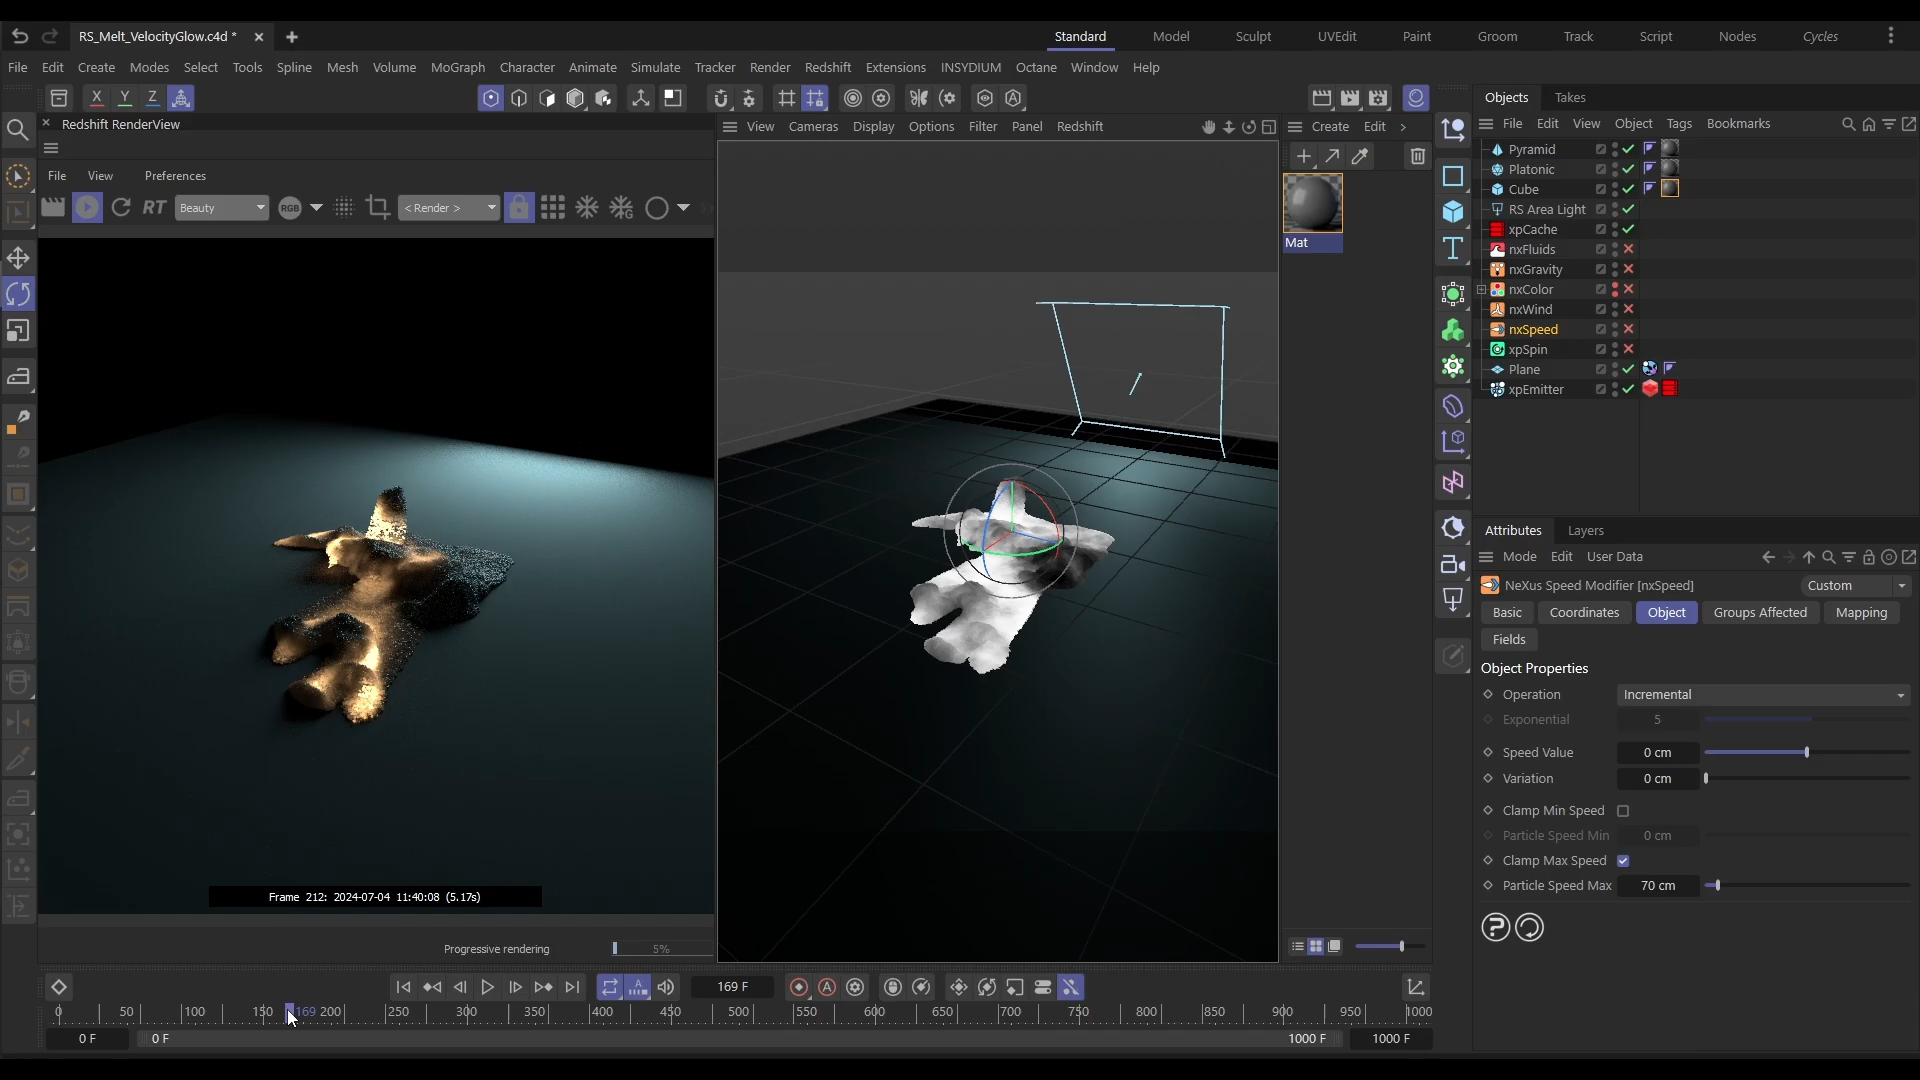 RS_Melt_VelocityGlow.c4d *
Standard Model Sculpt UVEdit Paint Groom Track Script Nodes Cycles
File Edit Create Modes Select Tools Spline Mesh Volume MoGraph Character Animate Simulate Tracker Render Redshift Extensions INSYDIUM Octane Window Help
X Y Z
Objects Takes
Redshift RenderView
View Cameras Display Options Filter Panel Redshift
Create Edit
File Edit View Object Tags Bookmarks
File View Preferences
RT Beauty RGB < Render >
Mat
Pyramid
Platonic
Cube
RS Area Light
xpCache
nxFluids
nxGravity
nxColor
nxWind
nxSpeed
xpSpin
Plane
xpEmitter
Attributes Layers
Mode Edit User Data
NeXus Speed Modifier [nxSpeed] Custom
Basic Coordinates Object Groups Affected Mapping
Fields
Object Properties
Operation Incremental
Exponential 5
Speed Value 0 cm
Variation 0 cm
Clamp Min Speed
Particle Speed Min 0 cm
Clamp Max Speed
Particle Speed Max 70 cm
Frame 212: 2024-07-04 11:40:08 (5.17s)
Progressive rendering 5%
169 F
0 50 100 150 169 200 250 300 350 400 450 500 550 600 650 700 750 800 850 900 950 1000
0 F 0 F 1000 F 1000 F